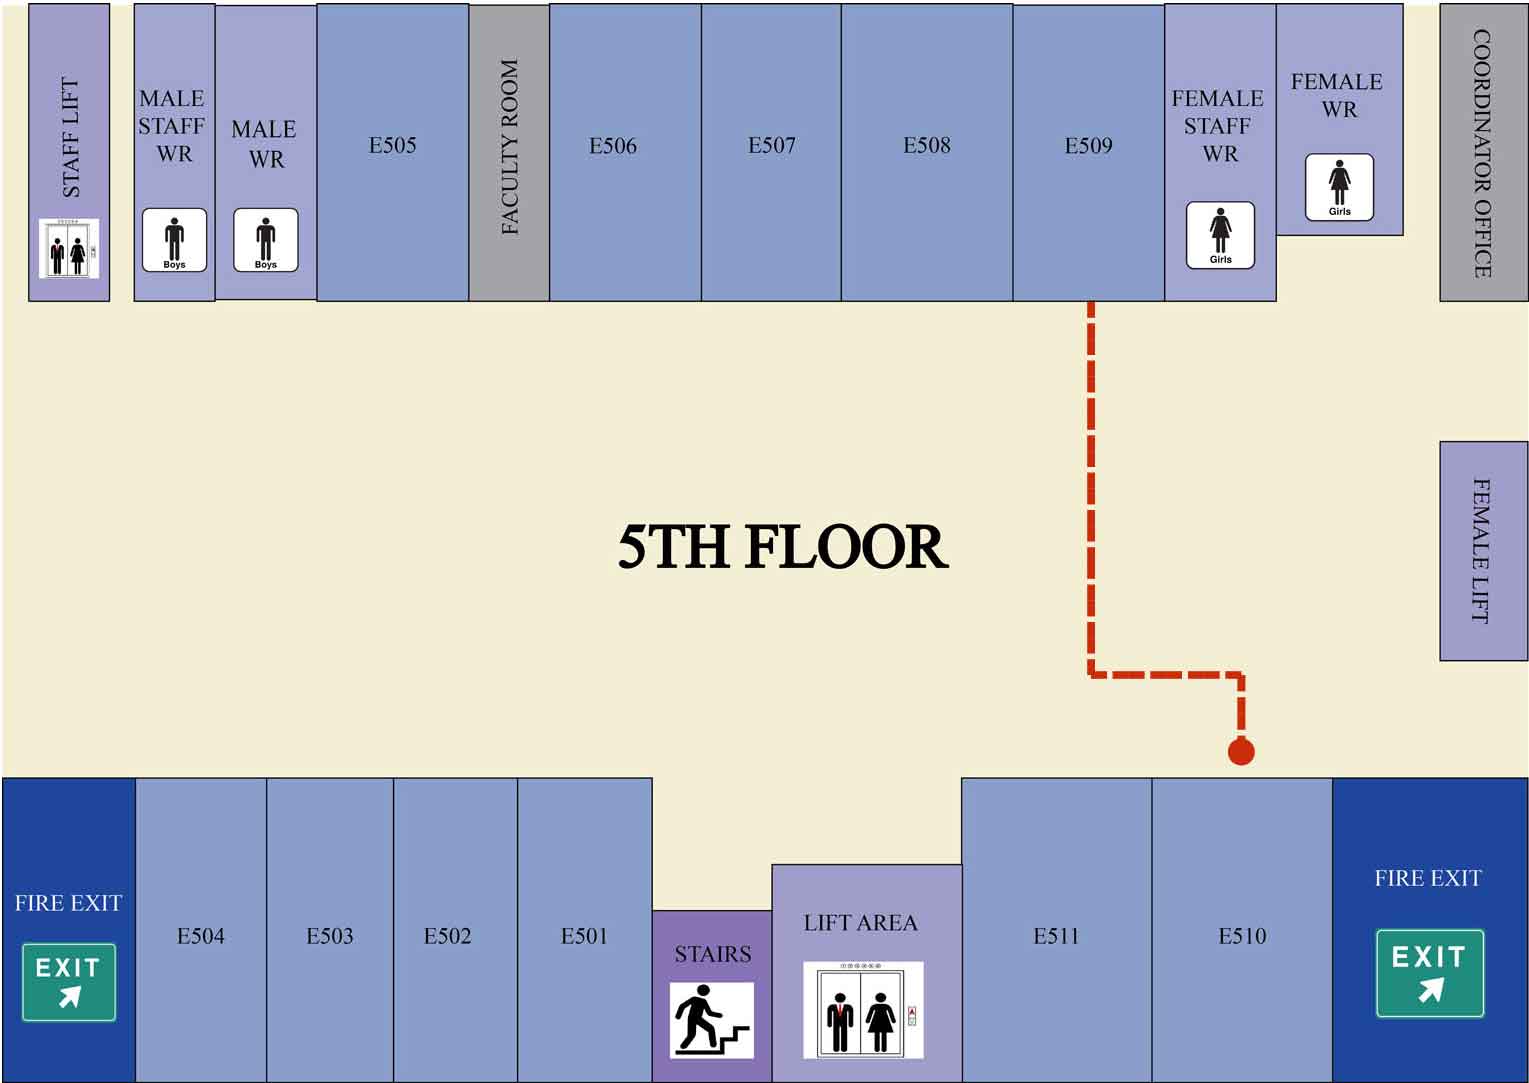 STAFF LIFT
MALE
STAFF
WR
Boys
MALE
WR
Boys
E505
FACULTY ROOM
E506
E507
E508
E509
FEMALE
STAFF
WR
Girls
FEMALE
WR
Girls
COORDINATOR OFFICE
5TH FLOOR
FEMALE LIFT
FIRE EXIT
EXIT
E504
E503
E502
E501
STAIRS
LIFT AREA
E511
E510
FIRE EXIT
EXIT